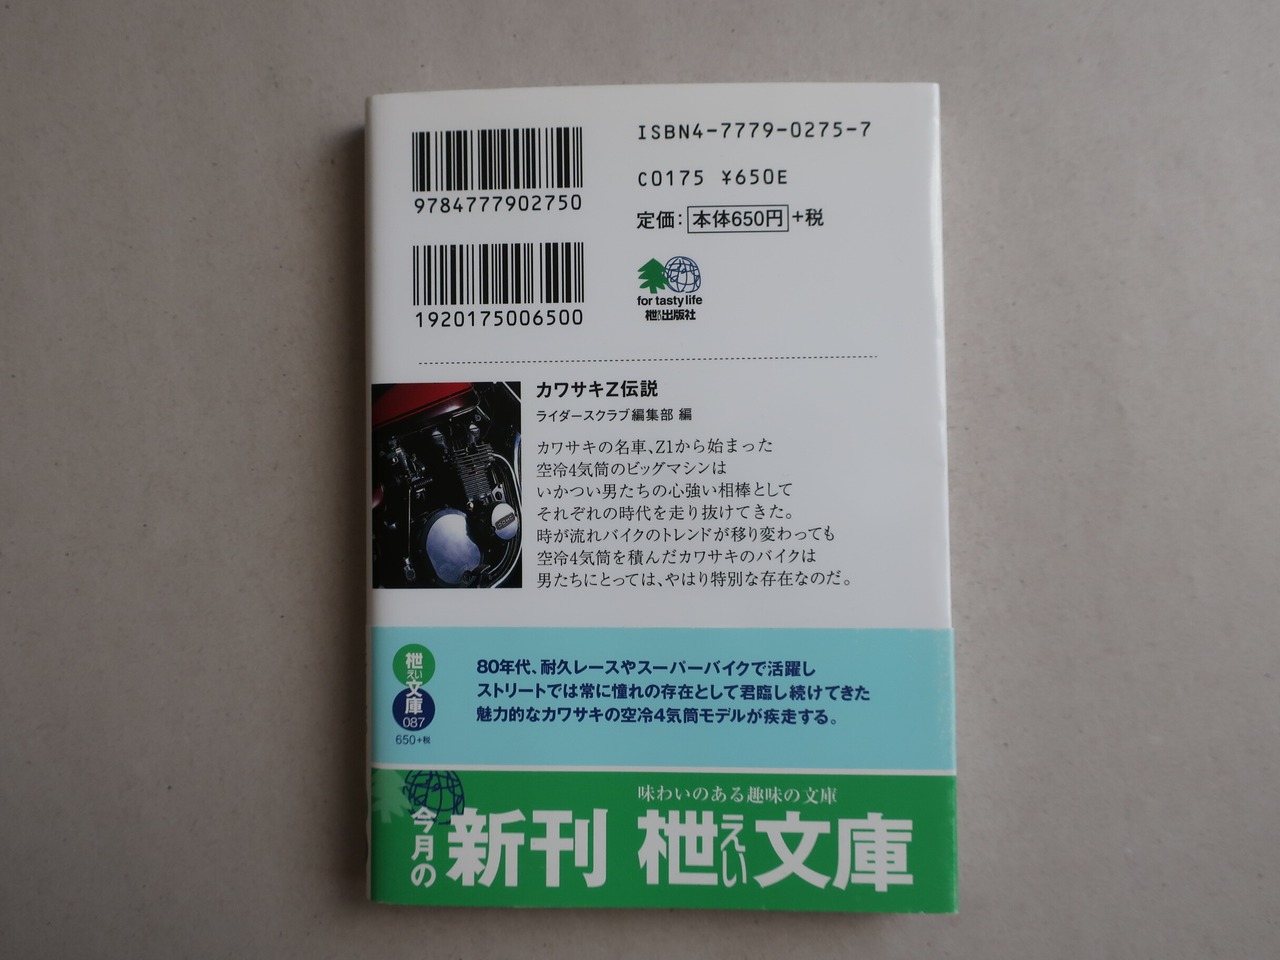 ISBN4-7779-0275-7
9784777902750
C0175 ¥650E
定価：本体650円+税
1920175006500
for tasty life
枻えい出版社
カワサキZ伝説
ライダースクラブ編集部 編
カワサキの名車、Z1から始まった
空冷4気筒のビッグマシンは
いかつい男たちの心強い相棒として
それぞれの時代を走り抜けてきた。
時が流れバイクのトレンドが移り変わっても
空冷4気筒を積んだカワサキのバイクは
男たちにとっては、やはり特別な存在なのだ。
枻えい文庫
087
650+税
80年代、耐久レースやスーパーバイクで活躍し
ストリートでは常に憧れの存在として君臨し続けてきた
魅力的なカワサキの空冷4気筒モデルが疾走する。
味わいのある趣味の文庫
今月の新刊 枻えい文庫